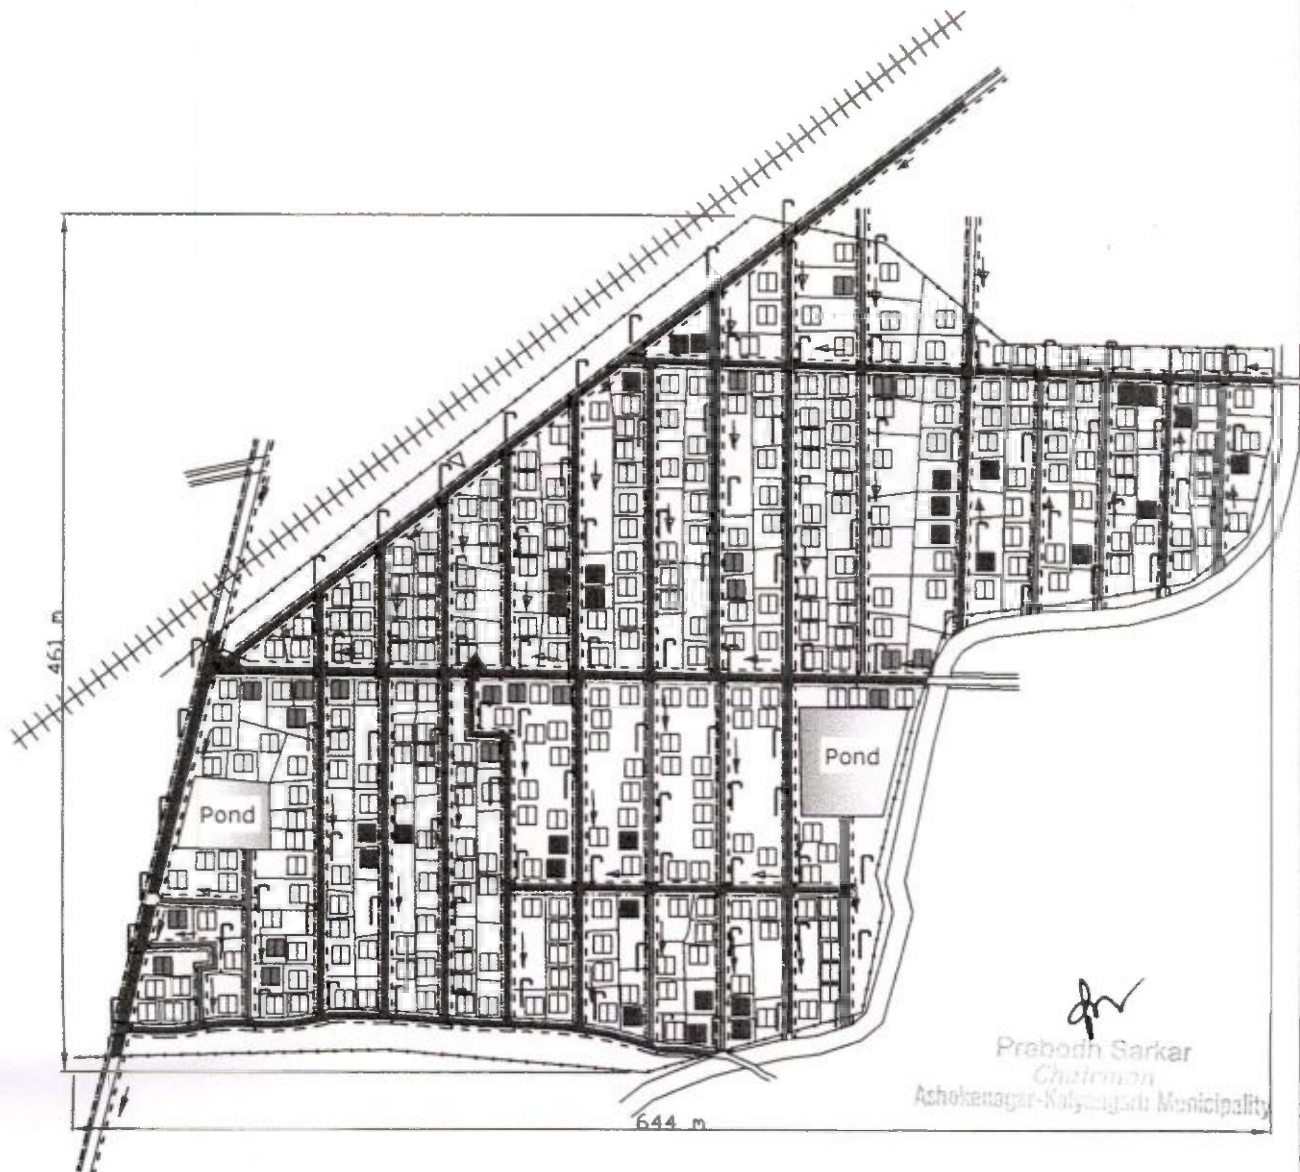 461 m
Pond
Pond
Prabodh Sarkar
Chairman
Ashokenagar-Kalyangarh Municipality
644 m